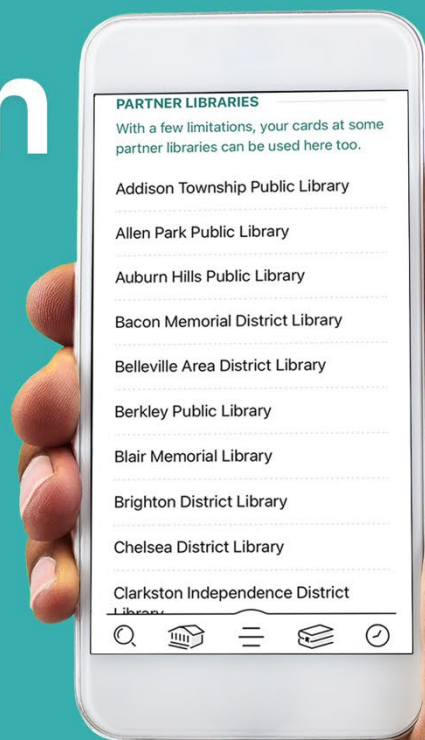 n
PARTNER LIBRARIES
With a few limitations, your cards at some
partner libraries can be used here too.
Addison Township Public Library
Allen Park Public Library
Auburn Hills Public Library
Bacon Memorial District Library
Belleville Area District Library
Berkley Public Library
Blair Memorial Library
Brighton District Library
Chelsea District Library
Clarkston Independence District
Library